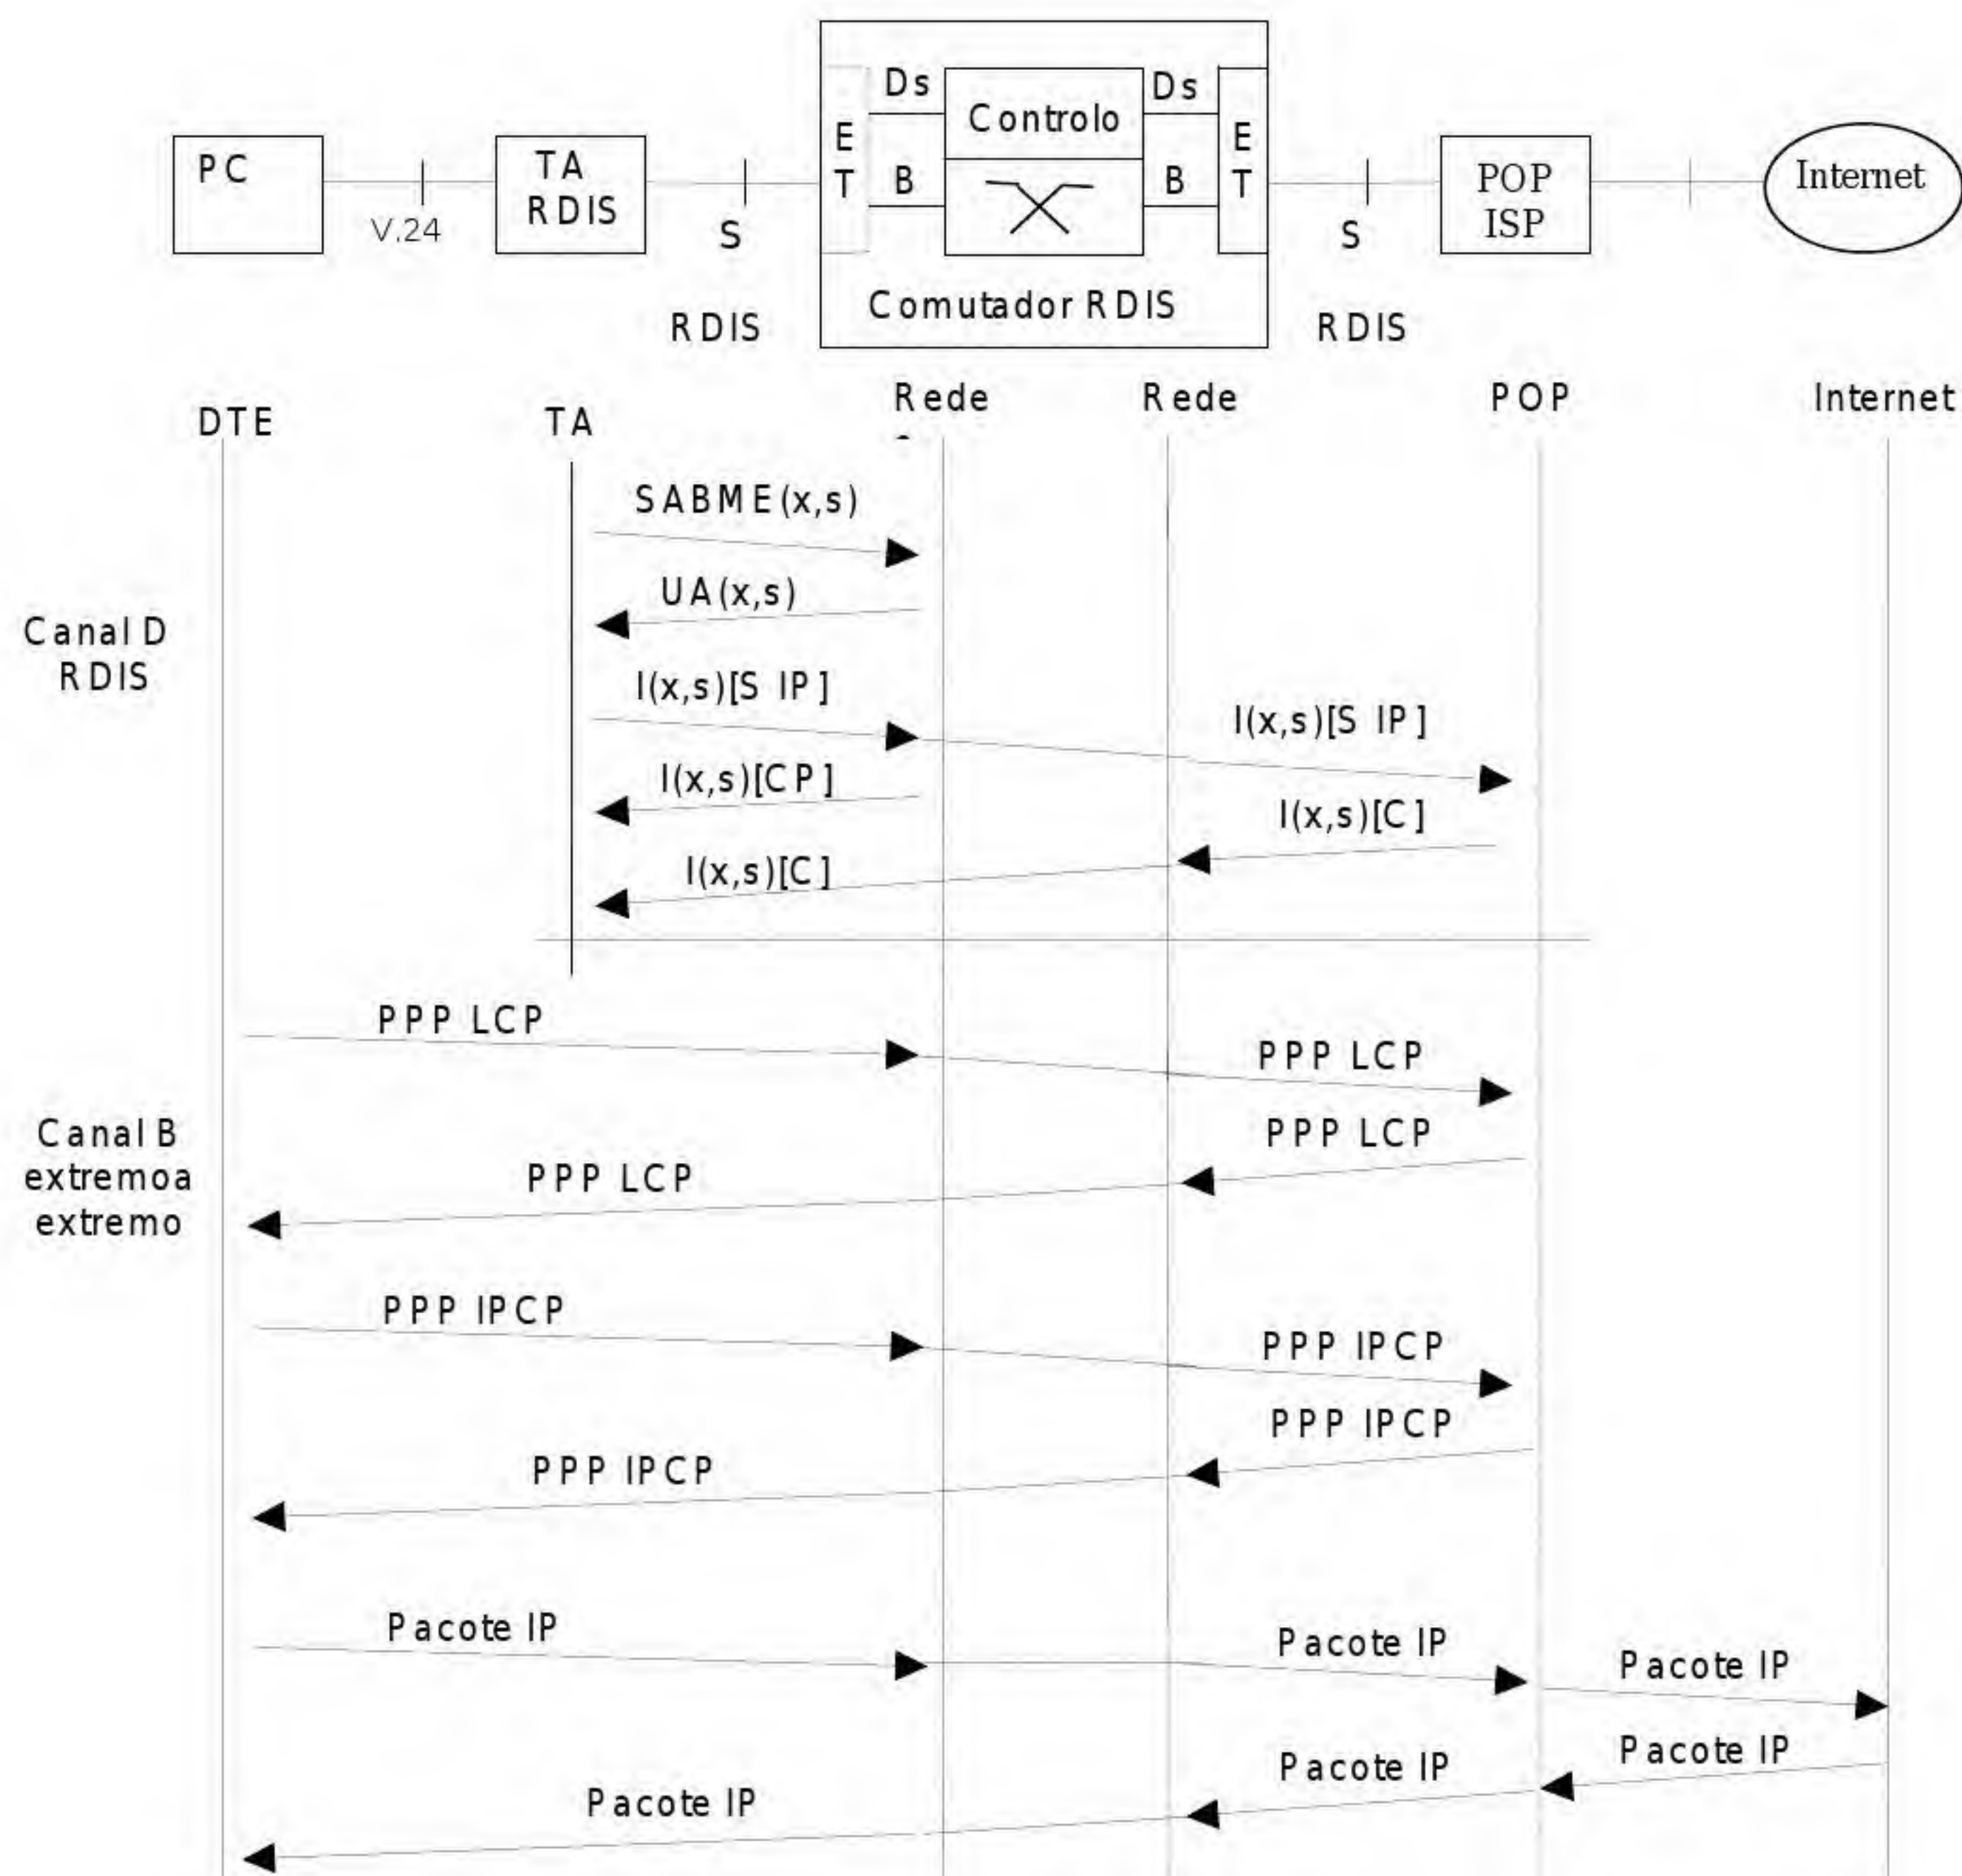 Ds
Ds
Controlo
E
T
E
T
B
B
PC
TA
RDIS
POP
ISP
Internet
V.24
S
S
Comutador RDIS
RDIS
RDIS
DTE
TA
Rede
Rede
POP
Internet
SABME(x,s)
UA(x,s)
Canal D
RDIS
I(x,s)[S IP]
I(x,s)[S IP]
I(x,s)[CP]
I(x,s)[C]
I(x,s)[C]
PPP LCP
PPP LCP
Canal B
extremoa
extremo
PPP LCP
PPP LCP
PPP IPCP
PPP IPCP
PPP IPCP
PPP IPCP
Pacote IP
Pacote IP
Pacote IP
Pacote IP
Pacote IP
Pacote IP